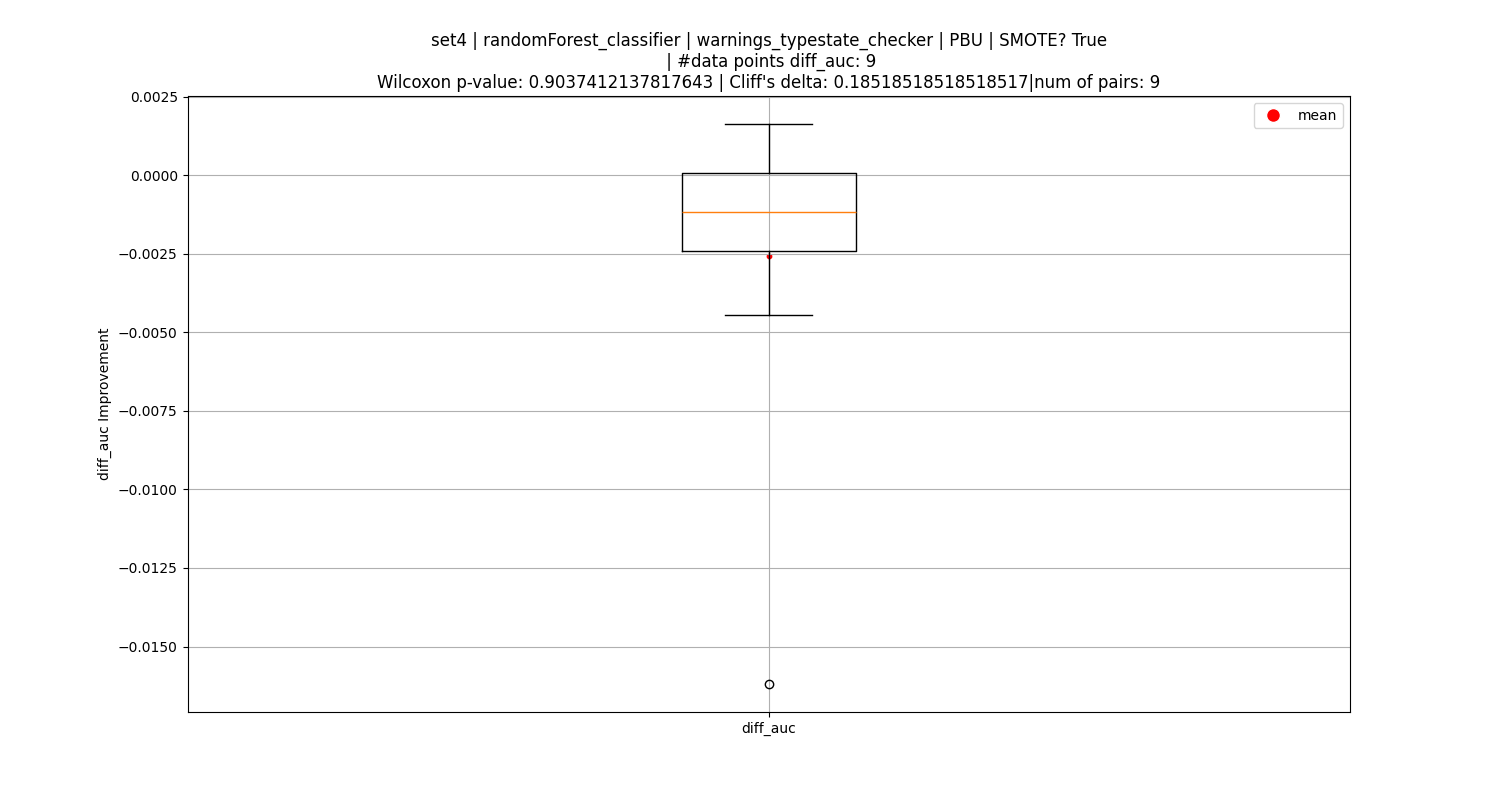 set4 | randomForest_classifier | warnings_typestate_checker | PBU | SMOTE? True
| #data points diff_auc: 9
Wilcoxon p-value: 0.9037412137817643 | Cliff's delta: 0.18518518518518517|num of pairs: 9
mean
0.0025
0.0000
−0.0025
−0.0050
−0.0075
−0.0100
−0.0125
−0.0150
diff_auc Improvement
diff_auc